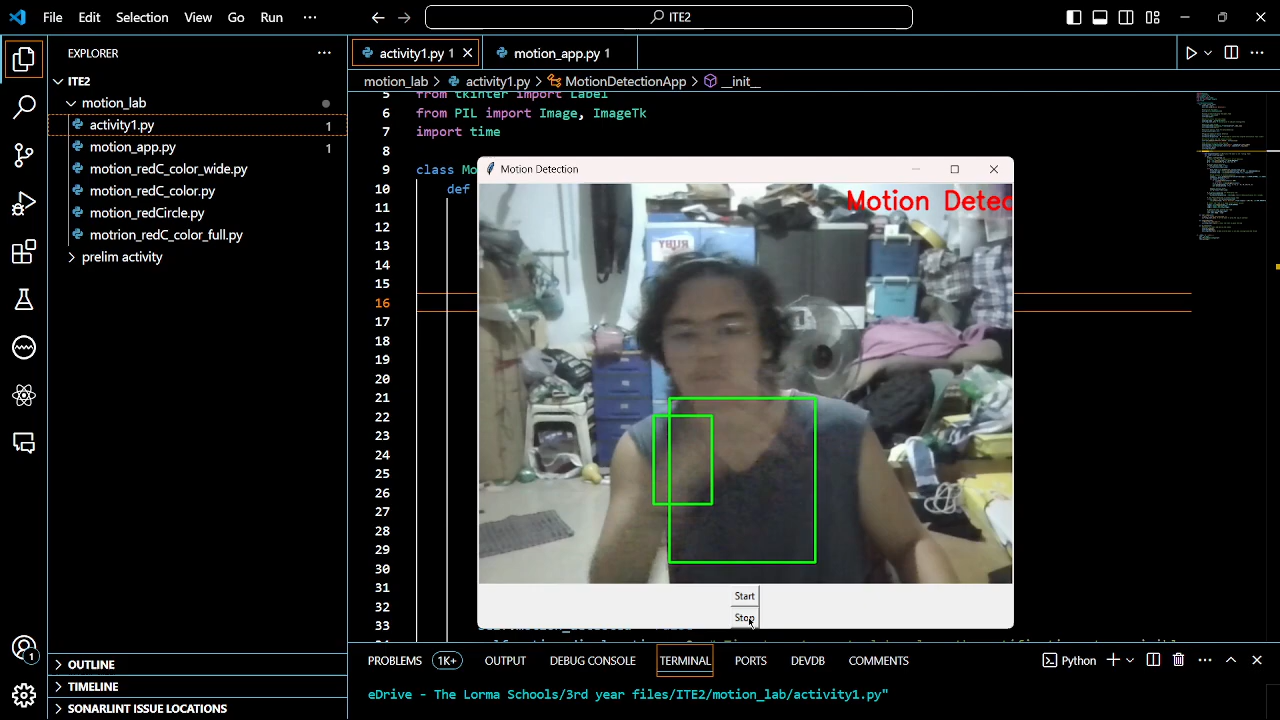 File Edit Selection View Go Run ···
ITE2
EXPLORER
ITE2
motion_lab
activity1.py 1
motion_app.py 1
motion_redC_color_wide.py
motion_redC_color.py
motion_redCircle.py
motrion_redC_color_full.py
prelim activity
OUTLINE
TIMELINE
SONARLINT ISSUE LOCATIONS
1
activity1.py 1
motion_app.py 1
motion_lab > activity1.py > MotionDetectionApp > __init__
5 from tkinter import Label
6 from PIL import Image, ImageTk
7 import time
8
9 class Mo
10 def
11
12
13
14
15
16
17
18
19
20
21
22
23
24
25
26
27
28
29
30
31
32
33
Motion Detection
Motion Detec
RUBY
Start
Stop
PROBLEMS 1K+ OUTPUT DEBUG CONSOLE TERMINAL PORTS DEVDB COMMENTS
Python
eDrive - The Lorma Schools/3rd year files/ITE2/motion_lab/activity1.py"